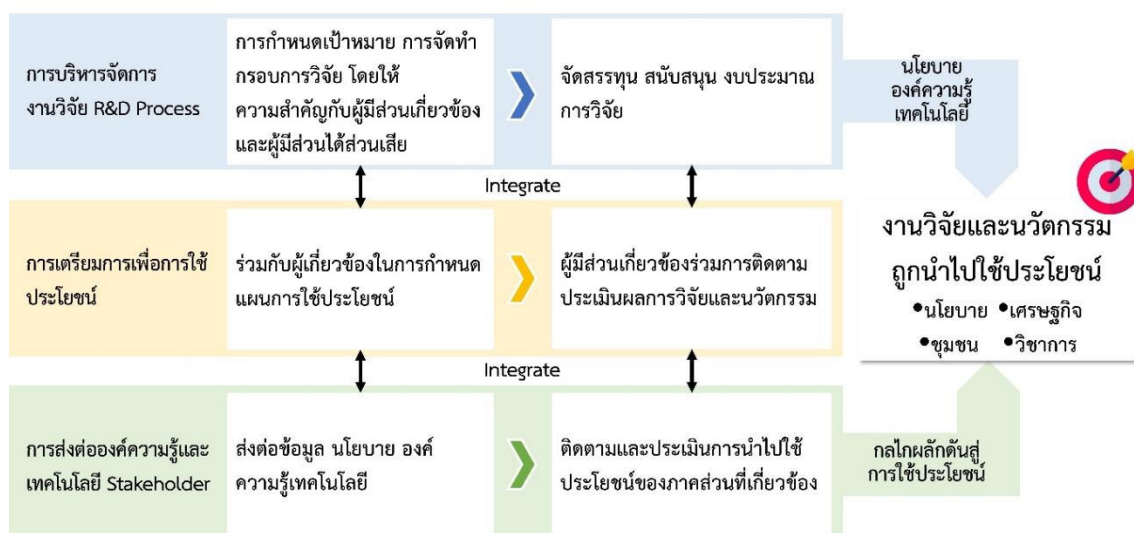 การบริหารจัดการ
งานวิจัย R&D Process
การกำหนดเป้าหมาย การจัดทำ
กรอบการวิจัย โดยให้
ความสำคัญกับผู้มีส่วนเกี่ยวข้อง
และผู้มีส่วนได้ส่วนเสีย
จัดสรรทุน สนับสนุน งบประมาณ
การวิจัย
นโยบาย
องค์ความรู้
เทคโนโลยี
Integrate
การเตรียมการเพื่อการใช้
ประโยชน์
ร่วมกับผู้เกี่ยวข้องในการกำหนด
แผนการใช้ประโยชน์
ผู้มีส่วนเกี่ยวข้องร่วมการติดตาม
ประเมินผลการวิจัยและนวัตกรรม
งานวิจัยและนวัตกรรม
ถูกนำไปใช้ประโยชน์
•นโยบาย •เศรษฐกิจ
•ชุมชน •วิชาการ
Integrate
การส่งต่อองค์ความรู้และ
เทคโนโลยี Stakeholder
ส่งต่อข้อมูล นโยบาย องค์
ความรู้เทคโนโลยี
ติดตามและประเมินการนำไปใช้
ประโยชน์ของภาคส่วนที่เกี่ยวข้อง
กลไกผลักดันสู่
การใช้ประโยชน์